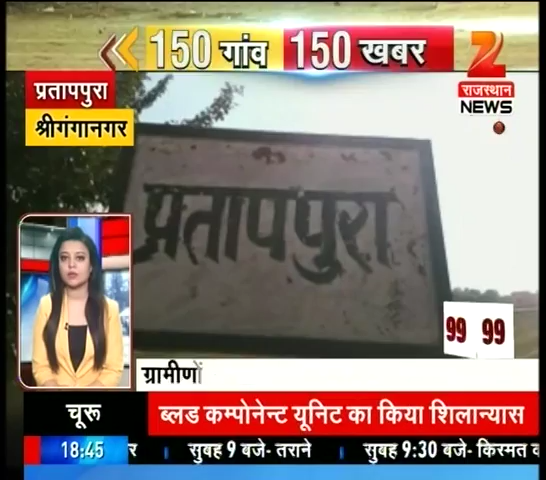 150 गांव 150 खबर
राजस्थान
NEWS
प्रतापपुरा
श्रीगंगानगर
प्रतापपुरा
99 99
ग्रामीणों
चूरू ब्लड कम्पोनेन्ट यूनिट का किया शिलान्यास
18:45 र सुबह 9 बजे- तराने सुबह 9:30 बजे- किस्मत क